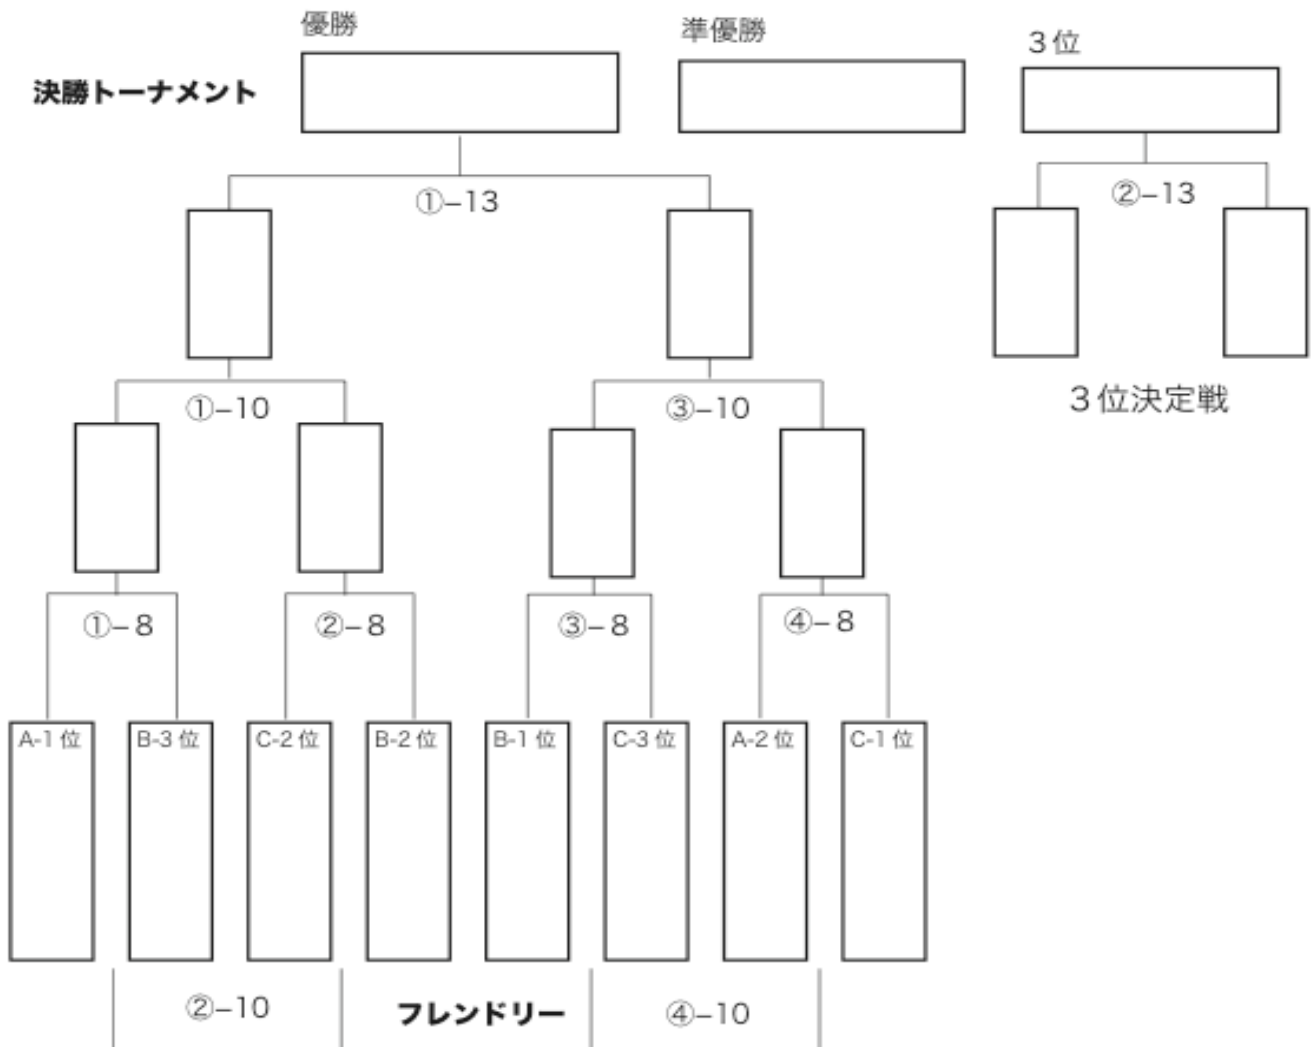 優勝
準優勝
３位
決勝トーナメント
①–13
②–13
３位決定戦
①–10
③–10
①–8
②–8
③–8
④–8
A-1 位
B-3 位
C-2 位
B-2 位
B-1 位
C-3 位
A-2 位
C-1 位
②–10
フレンドリー
④–10